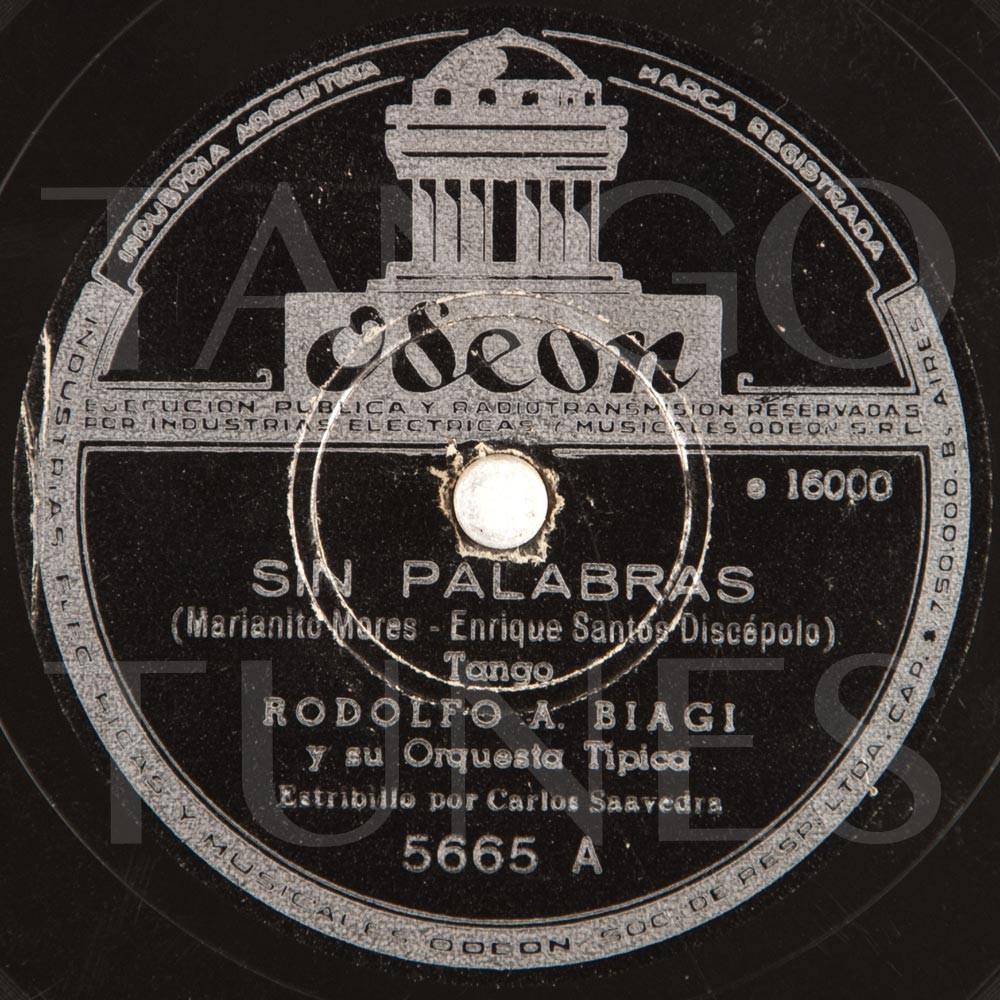 INDUSTRIA ARGENTINA
MARCA REGISTRADA
Odeon
EJECUCION PUBLICA Y RADIOTRANSMISION RESERVADAS
POR INDUSTRIAS ELECTRICAS Y MUSICALES ODEON S.R.L.
e 16000
SIN PALABRAS
(Marianito Mores - Enrique Santos Discépolo)
Tango
RODOLFO A. BIAGI
y su Orquesta Típica
Estribillo por Carlos Saavedra
5665 A
INDUSTRIAS ELECTRICAS Y MUSICALES ODEON SOC. DE RESP. LTDA. CAP. * 750.000. B. AIRES
TANGO
TUNES